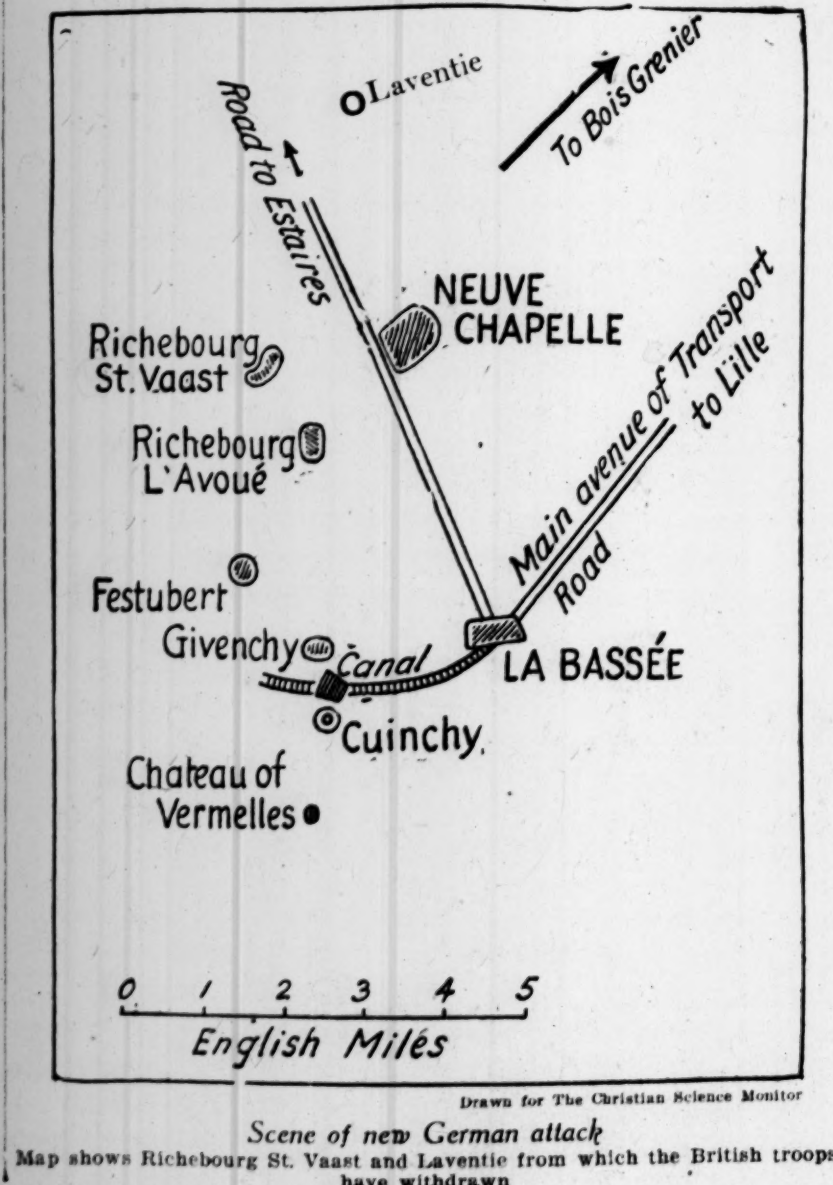 Laventie
To Bois Grenier
Road to Estaires
NEUVE
CHAPELLE
Richebourg
St. Vaast
Main avenue of Transport
to Lille
Richebourg
L'Avoué
Road
Festubert
Givenchy
Canal
LA BASSÉE
Cuinchy
Chateau of
Vermelles
0 1 2 3 4 5
English Miles
Drawn for The Christian Science Monitor
Scene of new German attack
Map shows Richebourg St. Vaast and Laventie from which the British troops
have withdrawn